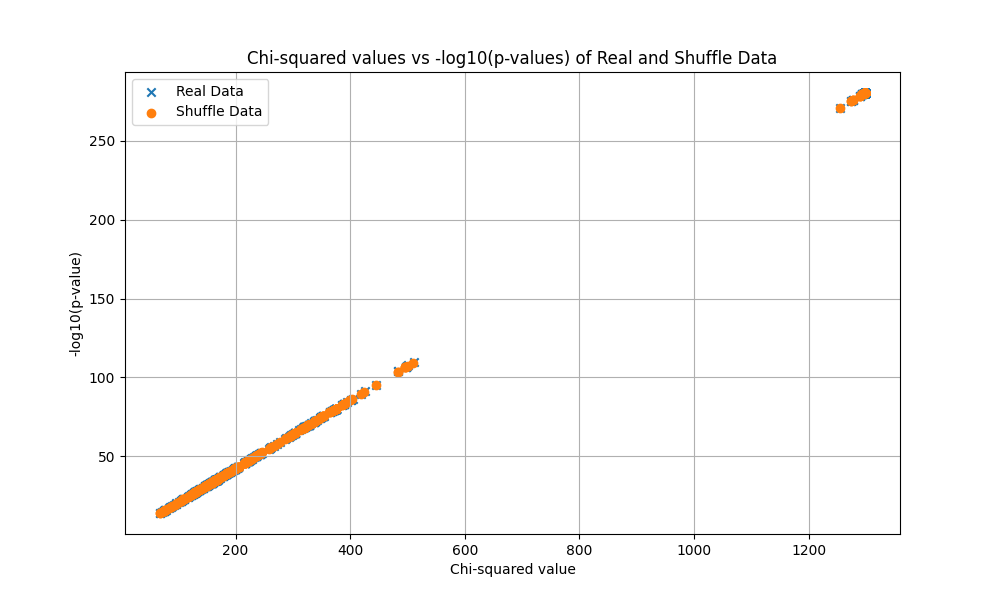 Chi-squared values vs -log10(p-values) of Real and Shuffle Data
Real Data
Shuffle Data
250
200
150
100
50
-log10(p-value)
200 400 600 800 1000 1200
Chi-squared value